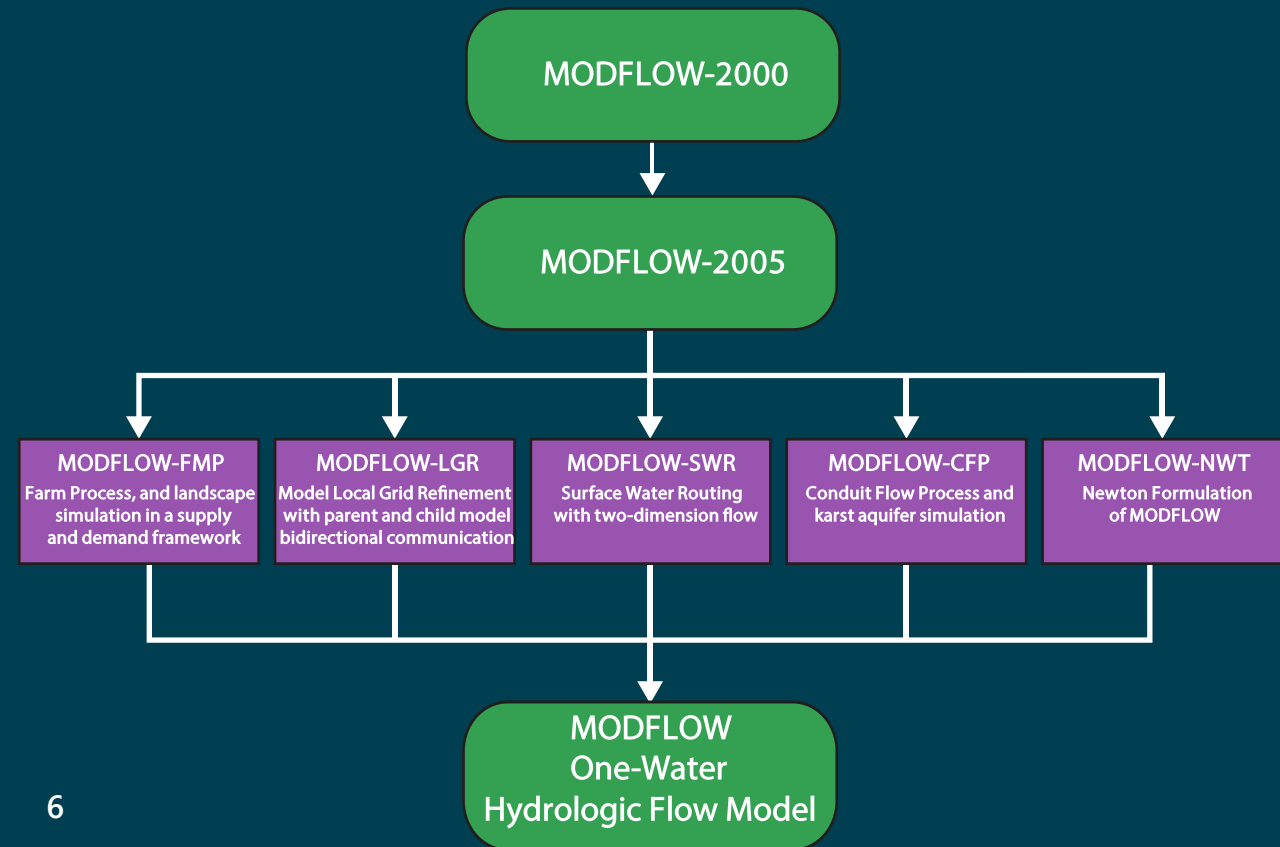 MODFLOW-2000
MODFLOW-2005
MODFLOW-FMP
Farm Process, and landscape
simulation in a supply
and demand framework
MODFLOW-LGR
Model Local Grid Refinement
with parent and child model
bidirectional communication
MODFLOW-SWR
Surface Water Routing
with two-dimension flow
MODFLOW-CFP
Conduit Flow Process and
karst aquifer simulation
MODFLOW-NWT
Newton Formulation
of MODFLOW
MODFLOW
One-Water
Hydrologic Flow Model
6